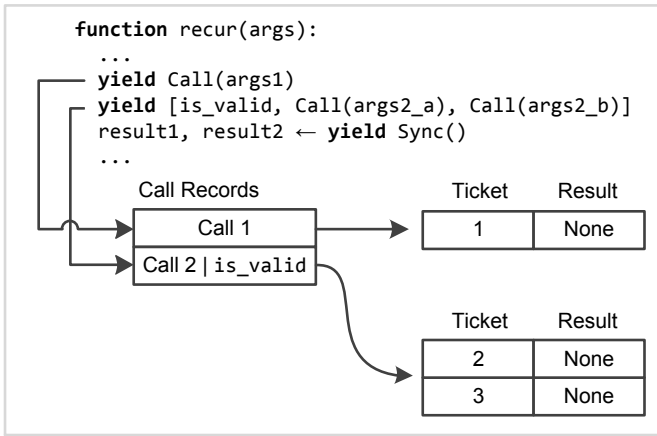 function recur(args):
...
yield Call(args1)
yield [is_valid, Call(args2_a), Call(args2_b)]
result1, result2 ← yield Sync()
...
Call Records
Call 1
Call 2 | is_valid
Ticket Result
1 None
Ticket Result
2 None
3 None